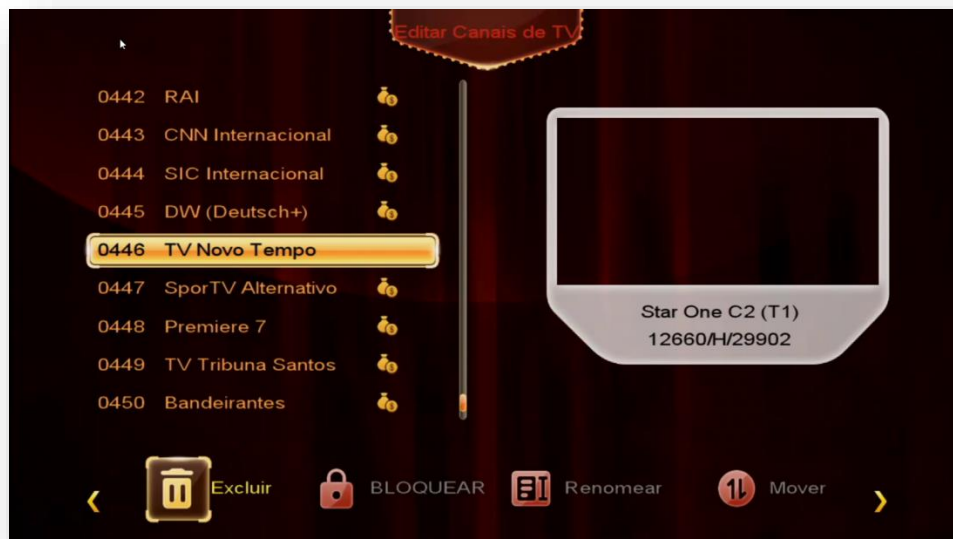 Editar Canais de TV
0442 RAI
0443 CNN Internacional
0444 SIC Internacional
0445 DW (Deutsch+)
0446 TV Novo Tempo
0447 SporTV Alternativo
0448 Premiere 7
0449 TV Tribuna Santos
0450 Bandeirantes
Star One C2 (T1)
12660/H/29902
Excluir
BLOQUEAR
Renomear
Mover